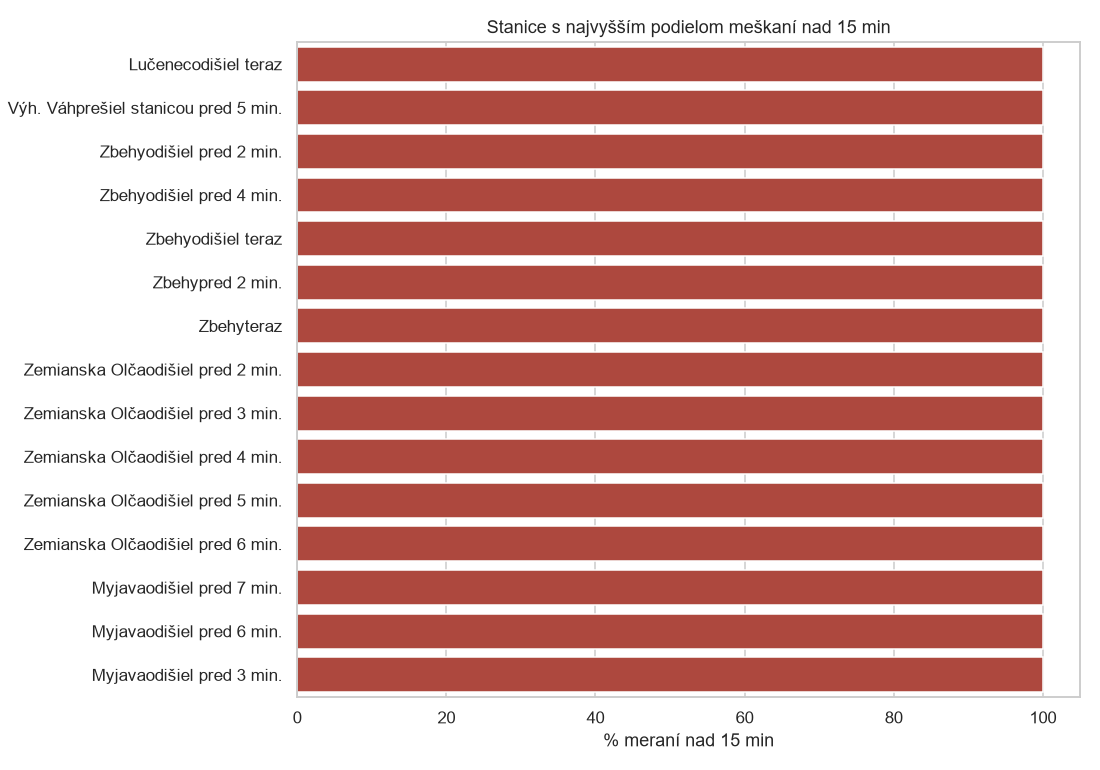 Stanice s najvyšším podielom meškaní nad 15 min
Lučenecodišiel teraz
Výh. Váhprešiel stanicou pred 5 min.
Zbehyodišiel pred 2 min.
Zbehyodišiel pred 4 min.
Zbehyodišiel teraz
Zbehypred 2 min.
Zbehyteraz
Zemianska Olčaodišiel pred 2 min.
Zemianska Olčaodišiel pred 3 min.
Zemianska Olčaodišiel pred 4 min.
Zemianska Olčaodišiel pred 5 min.
Zemianska Olčaodišiel pred 6 min.
Myjavaodišiel pred 7 min.
Myjavaodišiel pred 6 min.
Myjavaodišiel pred 3 min.
0 20 40 60 80 100
% meraní nad 15 min